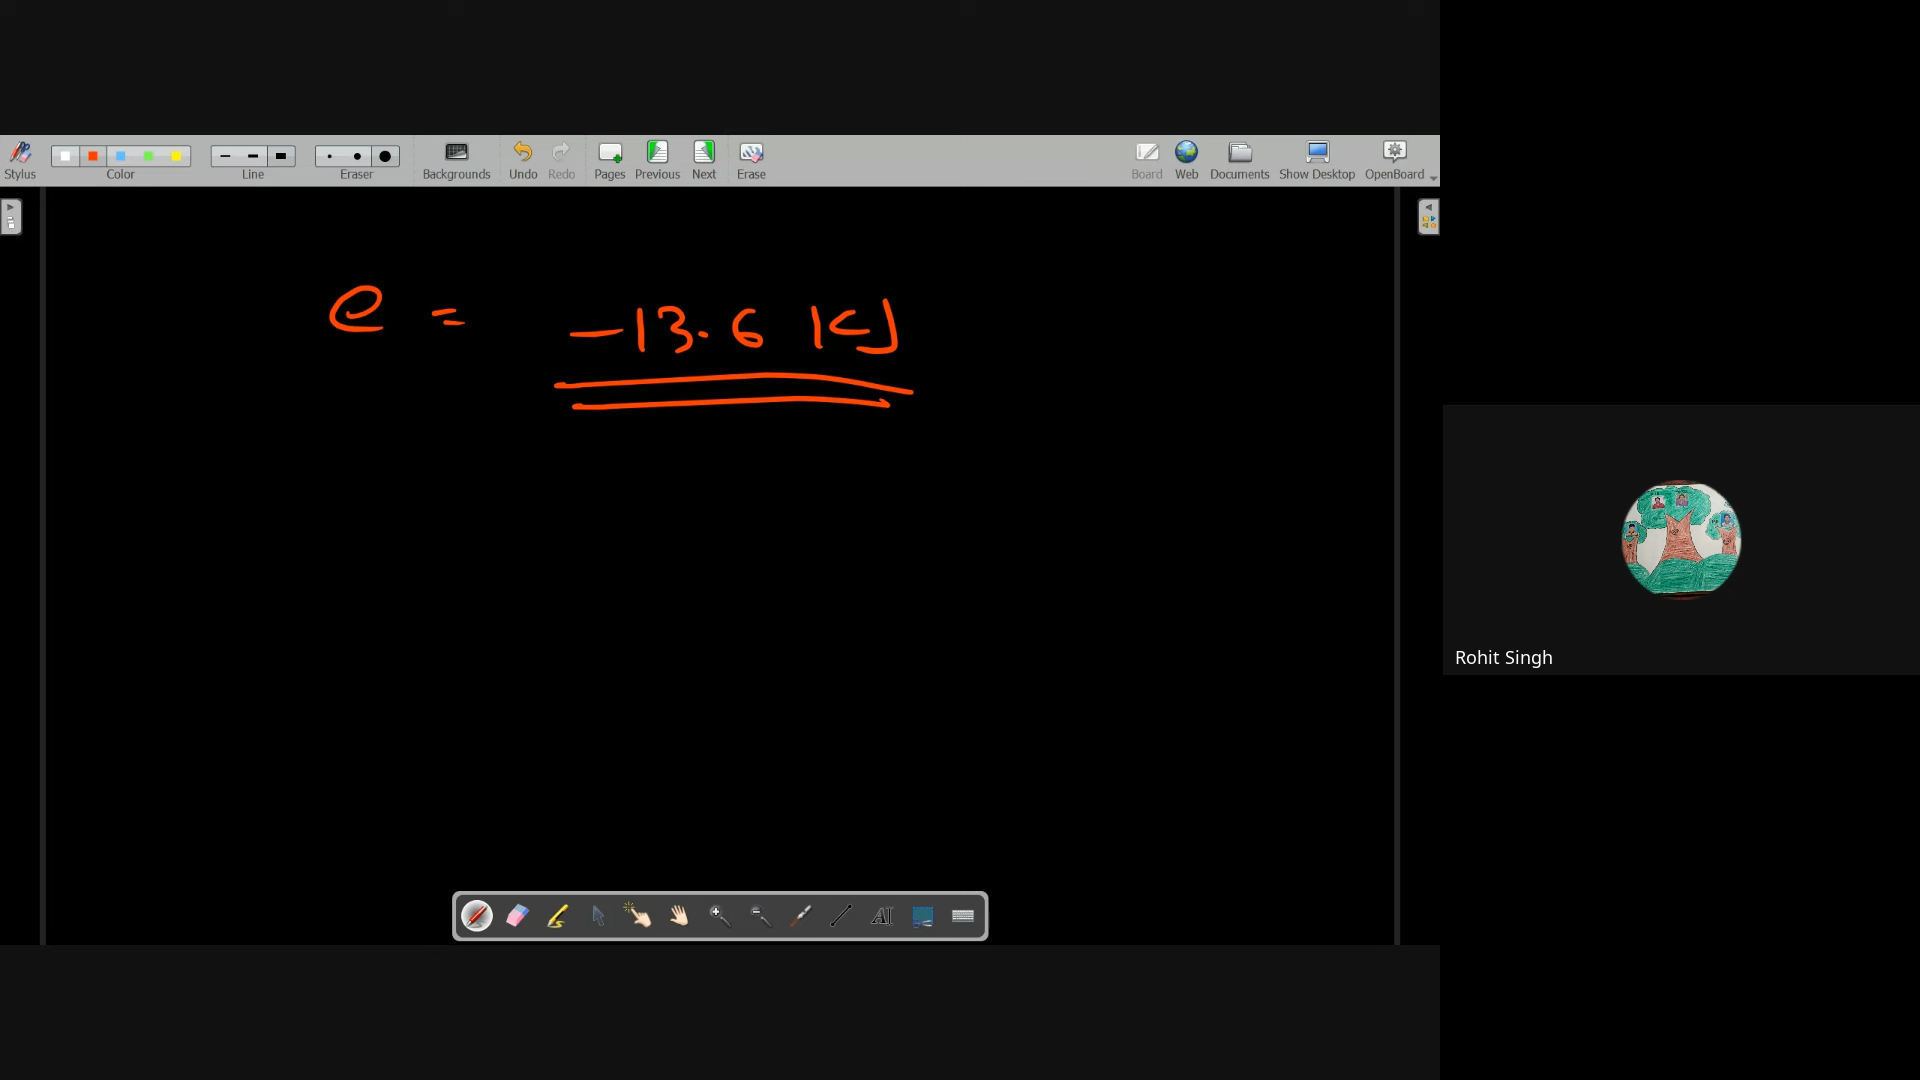 Stylus
Color
Line
Eraser
Backgrounds
Undo
Redo
Pages
Previous
Next
Erase
Board
Web
Documents
Show Desktop
OpenBoard
e = -13.6 KJ
Rohit Singh